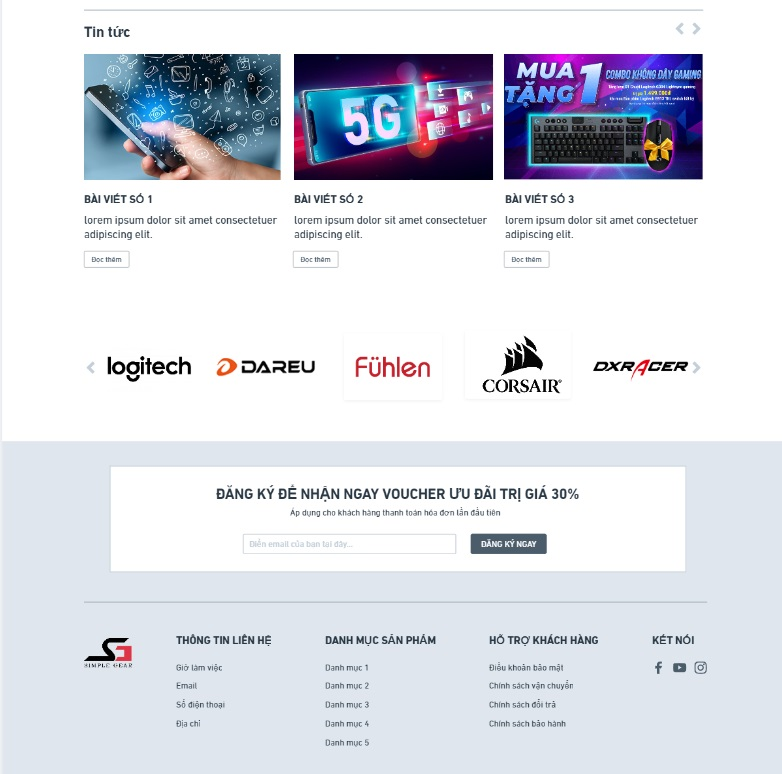 Tin tức
5G
MUA
TẶNG 1
COMBO KHÔNG DÂY GAMING
BÀI VIẾT SỐ 1
BÀI VIẾT SỐ 2
BÀI VIẾT SỐ 3
lorem ipsum dolor sit amet consectetuer
adipiscing elit.
lorem ipsum dolor sit amet consectetuer
adipiscing elit.
lorem ipsum dolor sit amet consectetuer
adipiscing elit.
Đọc thêm
Đọc thêm
Đọc thêm
logitech
DAREU
Fühlen
CORSAIR
DXRACER
ĐĂNG KÝ ĐỂ NHẬN NGAY VOUCHER ƯU ĐÃI TRỊ GIÁ 30%
Áp dụng cho khách hàng thanh toán hóa đơn lần đầu tiên
Điền email của bạn tại đây...
ĐĂNG KÝ NGAY
SIMPLE GEAR
THÔNG TIN LIÊN HỆ
Giờ làm việc
Email
Số điện thoại
Địa chỉ
DANH MỤC SẢN PHẨM
Danh mục 1
Danh mục 2
Danh mục 3
Danh mục 4
Danh mục 5
HỖ TRỢ KHÁCH HÀNG
Điều khoản bảo mật
Chính sách vận chuyển
Chính sách đổi trả
Chính sách bảo hành
KẾT NỐI